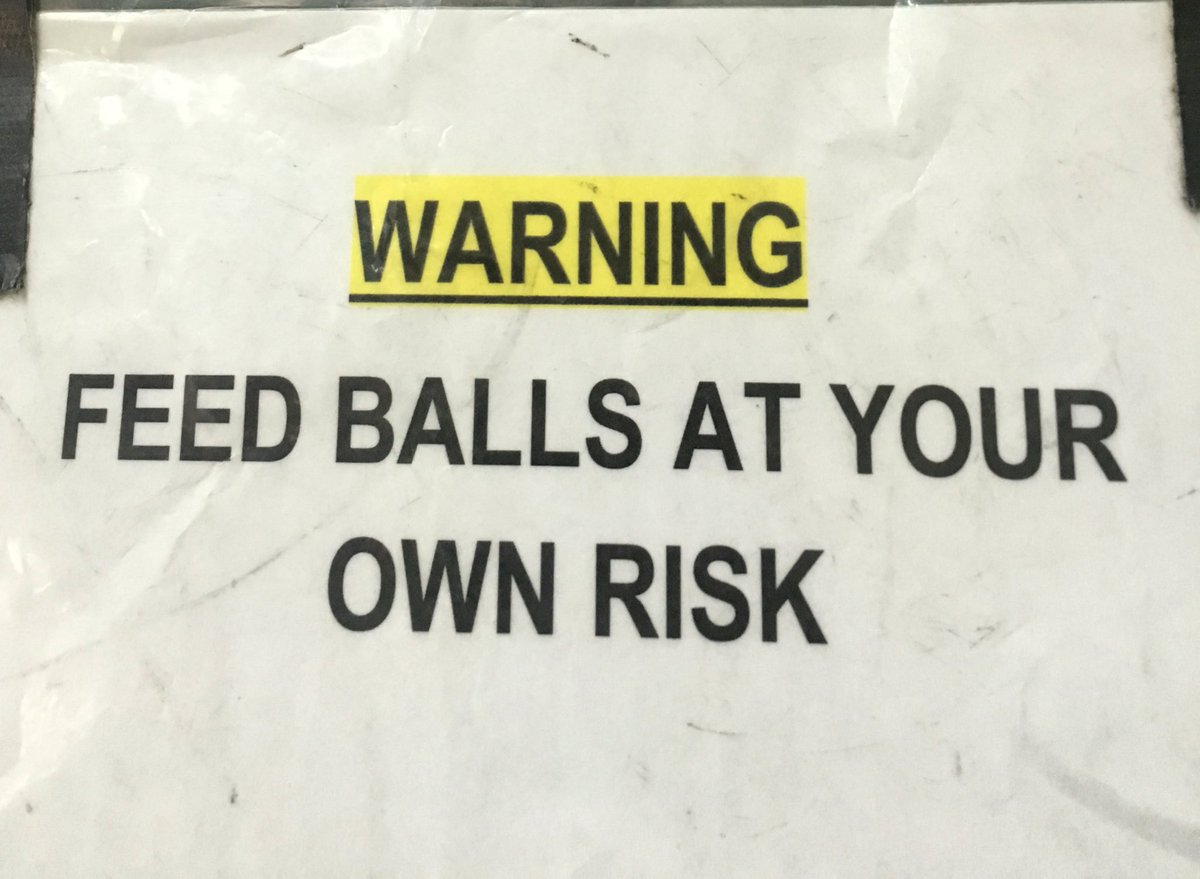 WARNING
FEED BALLS AT YOUR
OWN RISK